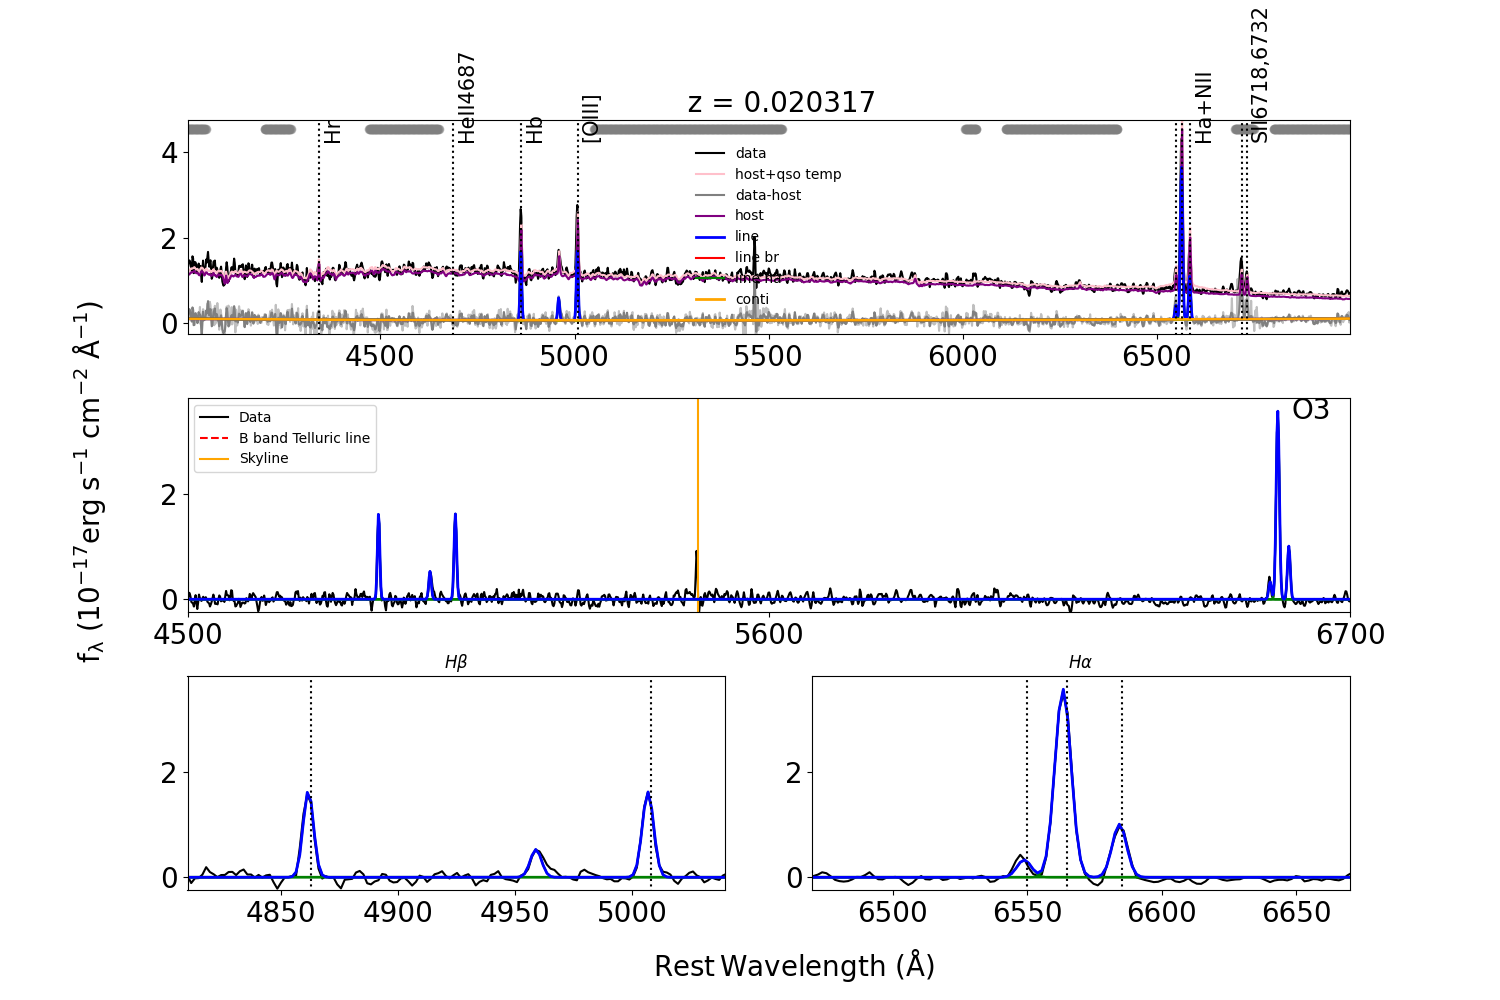 z = 0.020317
Hr
HeII4687
Hb
[OIII]
Ha+NII
SII6718,6732
data
host+qso temp
data-host
host
line
line br
line na
conti
4
2
0
4500
5000
5500
6000
6500
fλ (10⁻¹⁷erg s⁻¹ cm⁻² Å⁻¹)
Data
B band Telluric line
Skyline
O3
2
0
4500
5600
6700
Hβ
2
0
4850
4900
4950
5000
Hα
2
0
6500
6550
6600
6650
Rest Wavelength (Å)